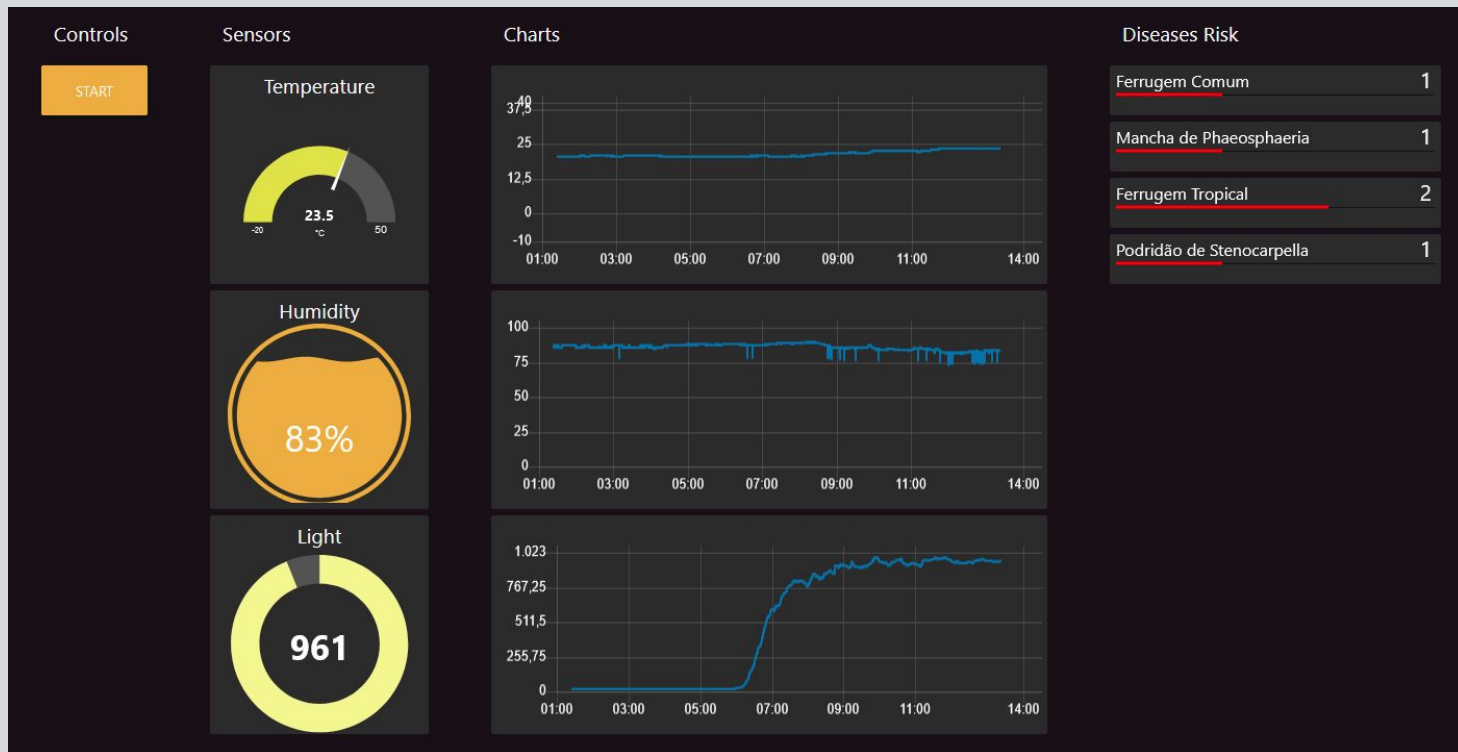 Controls
Sensors
Charts
Diseases Risk
START
Temperature
23.5
°C
-20
50
40
37,5
25
12,5
0
-10
01:00 03:00 05:00 07:00 09:00 11:00 14:00
Ferrugem Comum 1
Mancha de Phaeosphaeria 1
Ferrugem Tropical 2
Podridão de Stenocarpella 1
Humidity
83%
100
75
50
25
0
01:00 03:00 05:00 07:00 09:00 11:00 14:00
Light
961
1.023
767,25
511,5
255,75
0
01:00 03:00 05:00 07:00 09:00 11:00 14:00